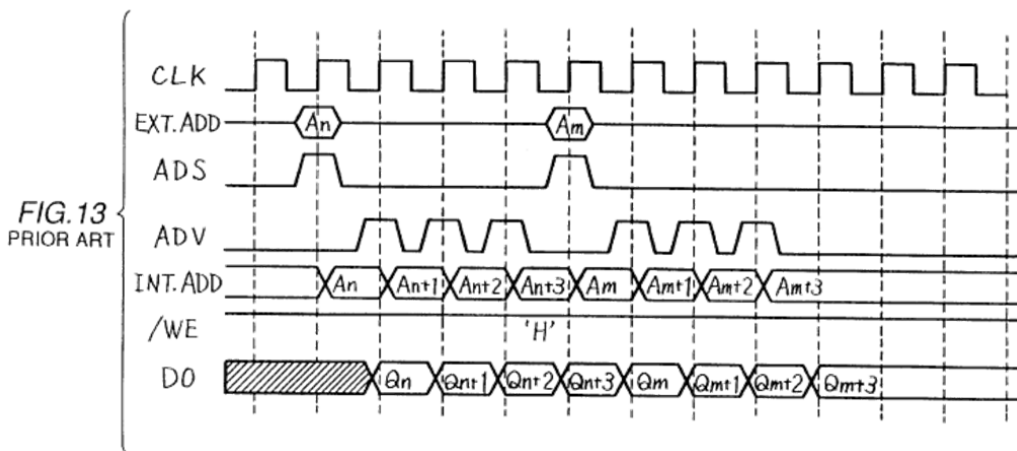 FIG.13
PRIOR ART
CLK
EXT.ADD An Am
ADS
ADV
INT.ADD An An+1 An+2 An+3 Am Am+1 Am+2 Am+3
/WE 'H'
DO Qn Qn+1 Qn+2 Qn+3 Qm Qm+1 Qm+2 Qm+3